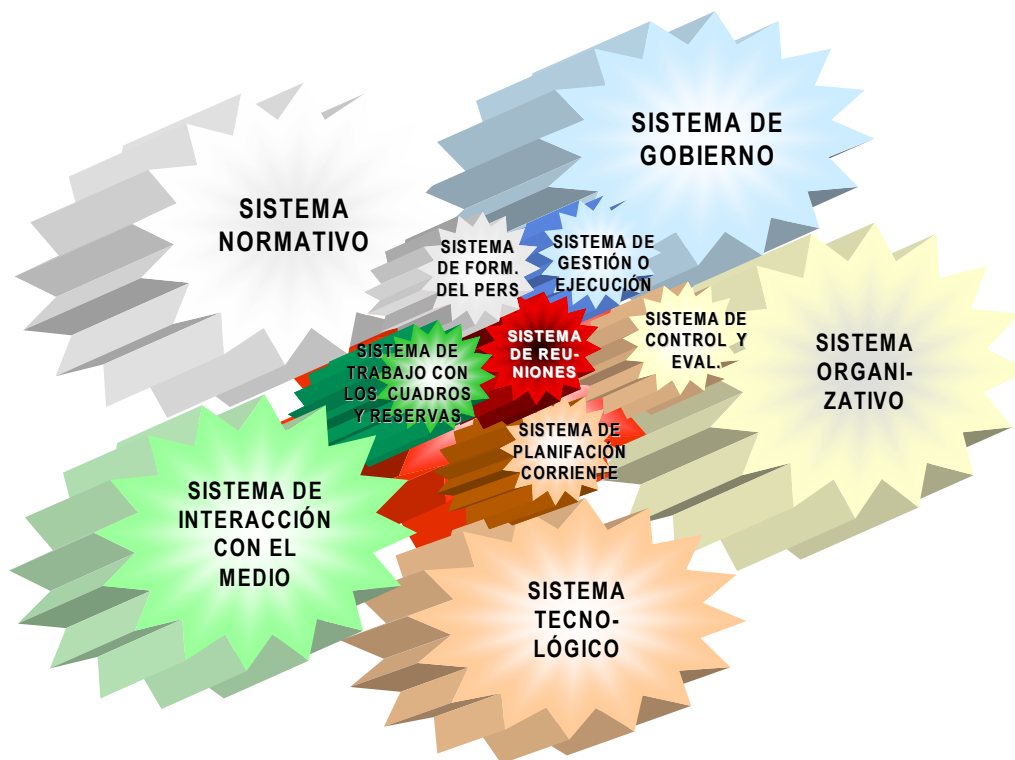 SISTEMA DE
GOBIERNO
SISTEMA
NORMATIVO
SISTEMA
DE FORM.
DEL PERS
SISTEMA DE
GESTIÓN O
EJECUCIÓN
SISTEMA DE
CONTROL Y
EVAL.
SISTEMA
DE REU-
NIONES
SISTEMA DE
TRABAJO CON
LOS CUADROS
Y RESERVAS
SISTEMA
ORGANI-
ZATIVO
SISTEMA DE
PLANIFACIÓN
CORRIENTE
SISTEMA DE
INTERACCIÓN
CON EL
MEDIO
SISTEMA
TECNO-
LÓGICO